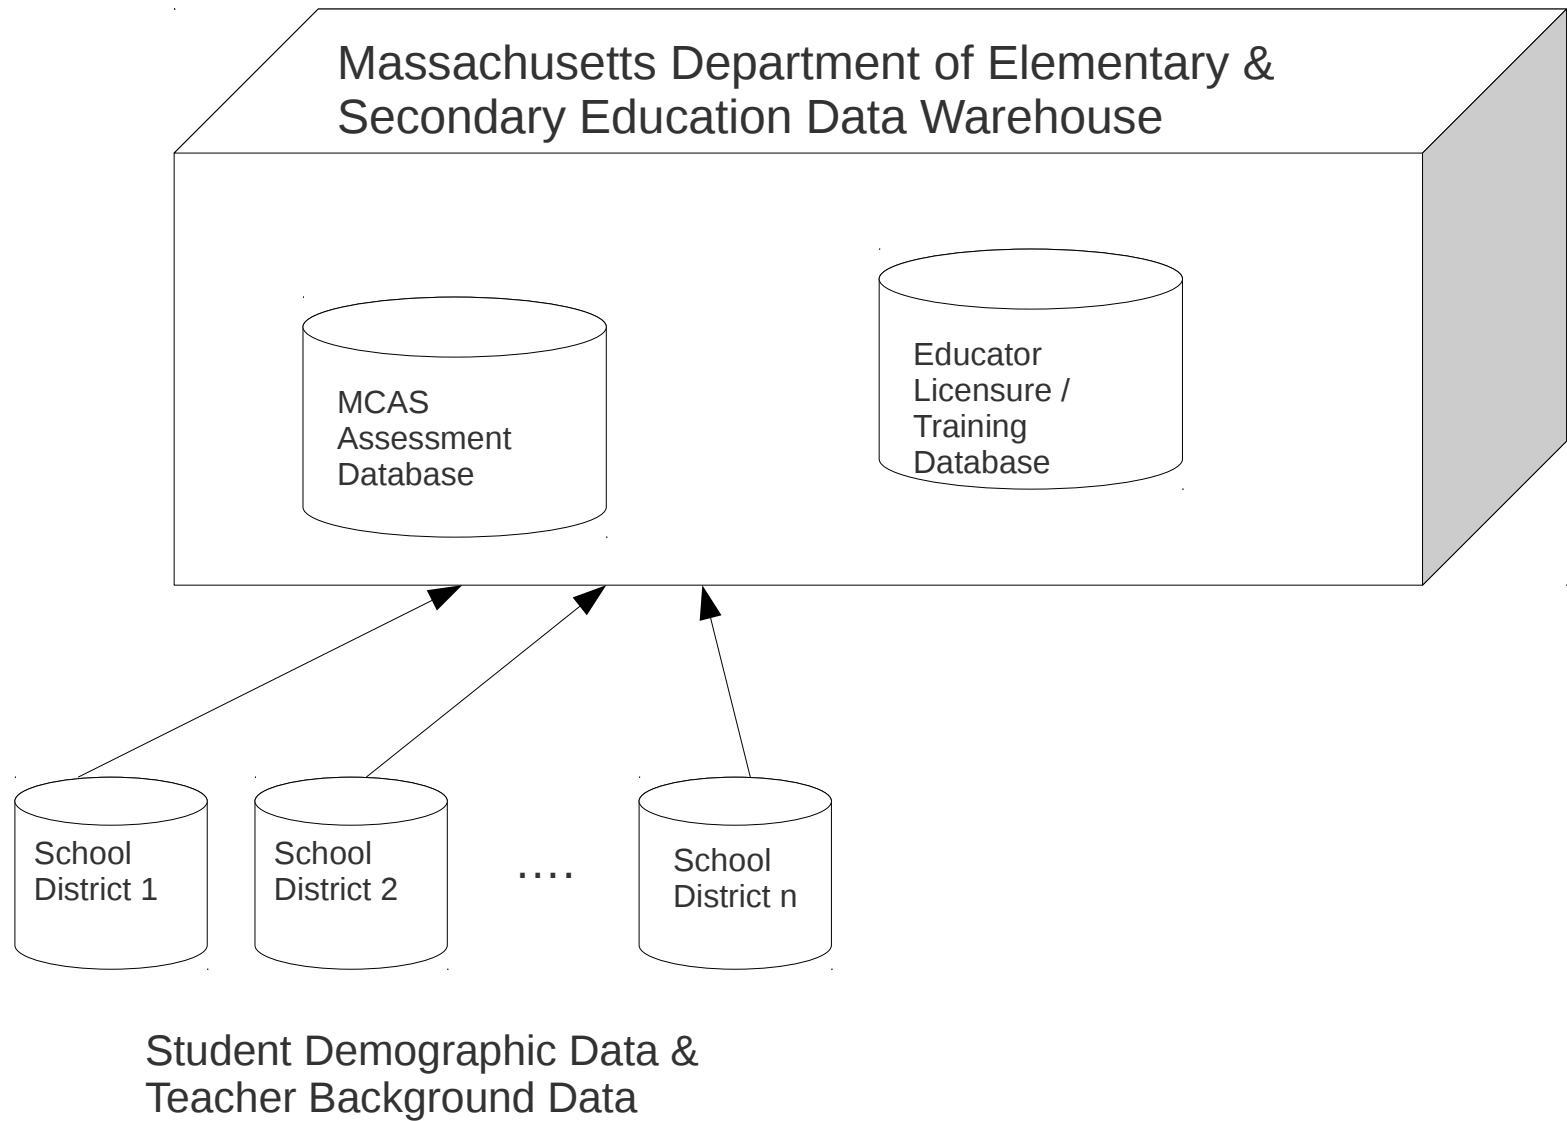 Massachusetts Department of Elementary &
Secondary Education Data Warehouse
MCAS
Assessment
Database
Educator
Licensure /
Training
Database
School
District 1
School
District 2
....
School
District n
Student Demographic Data &
Teacher Background Data